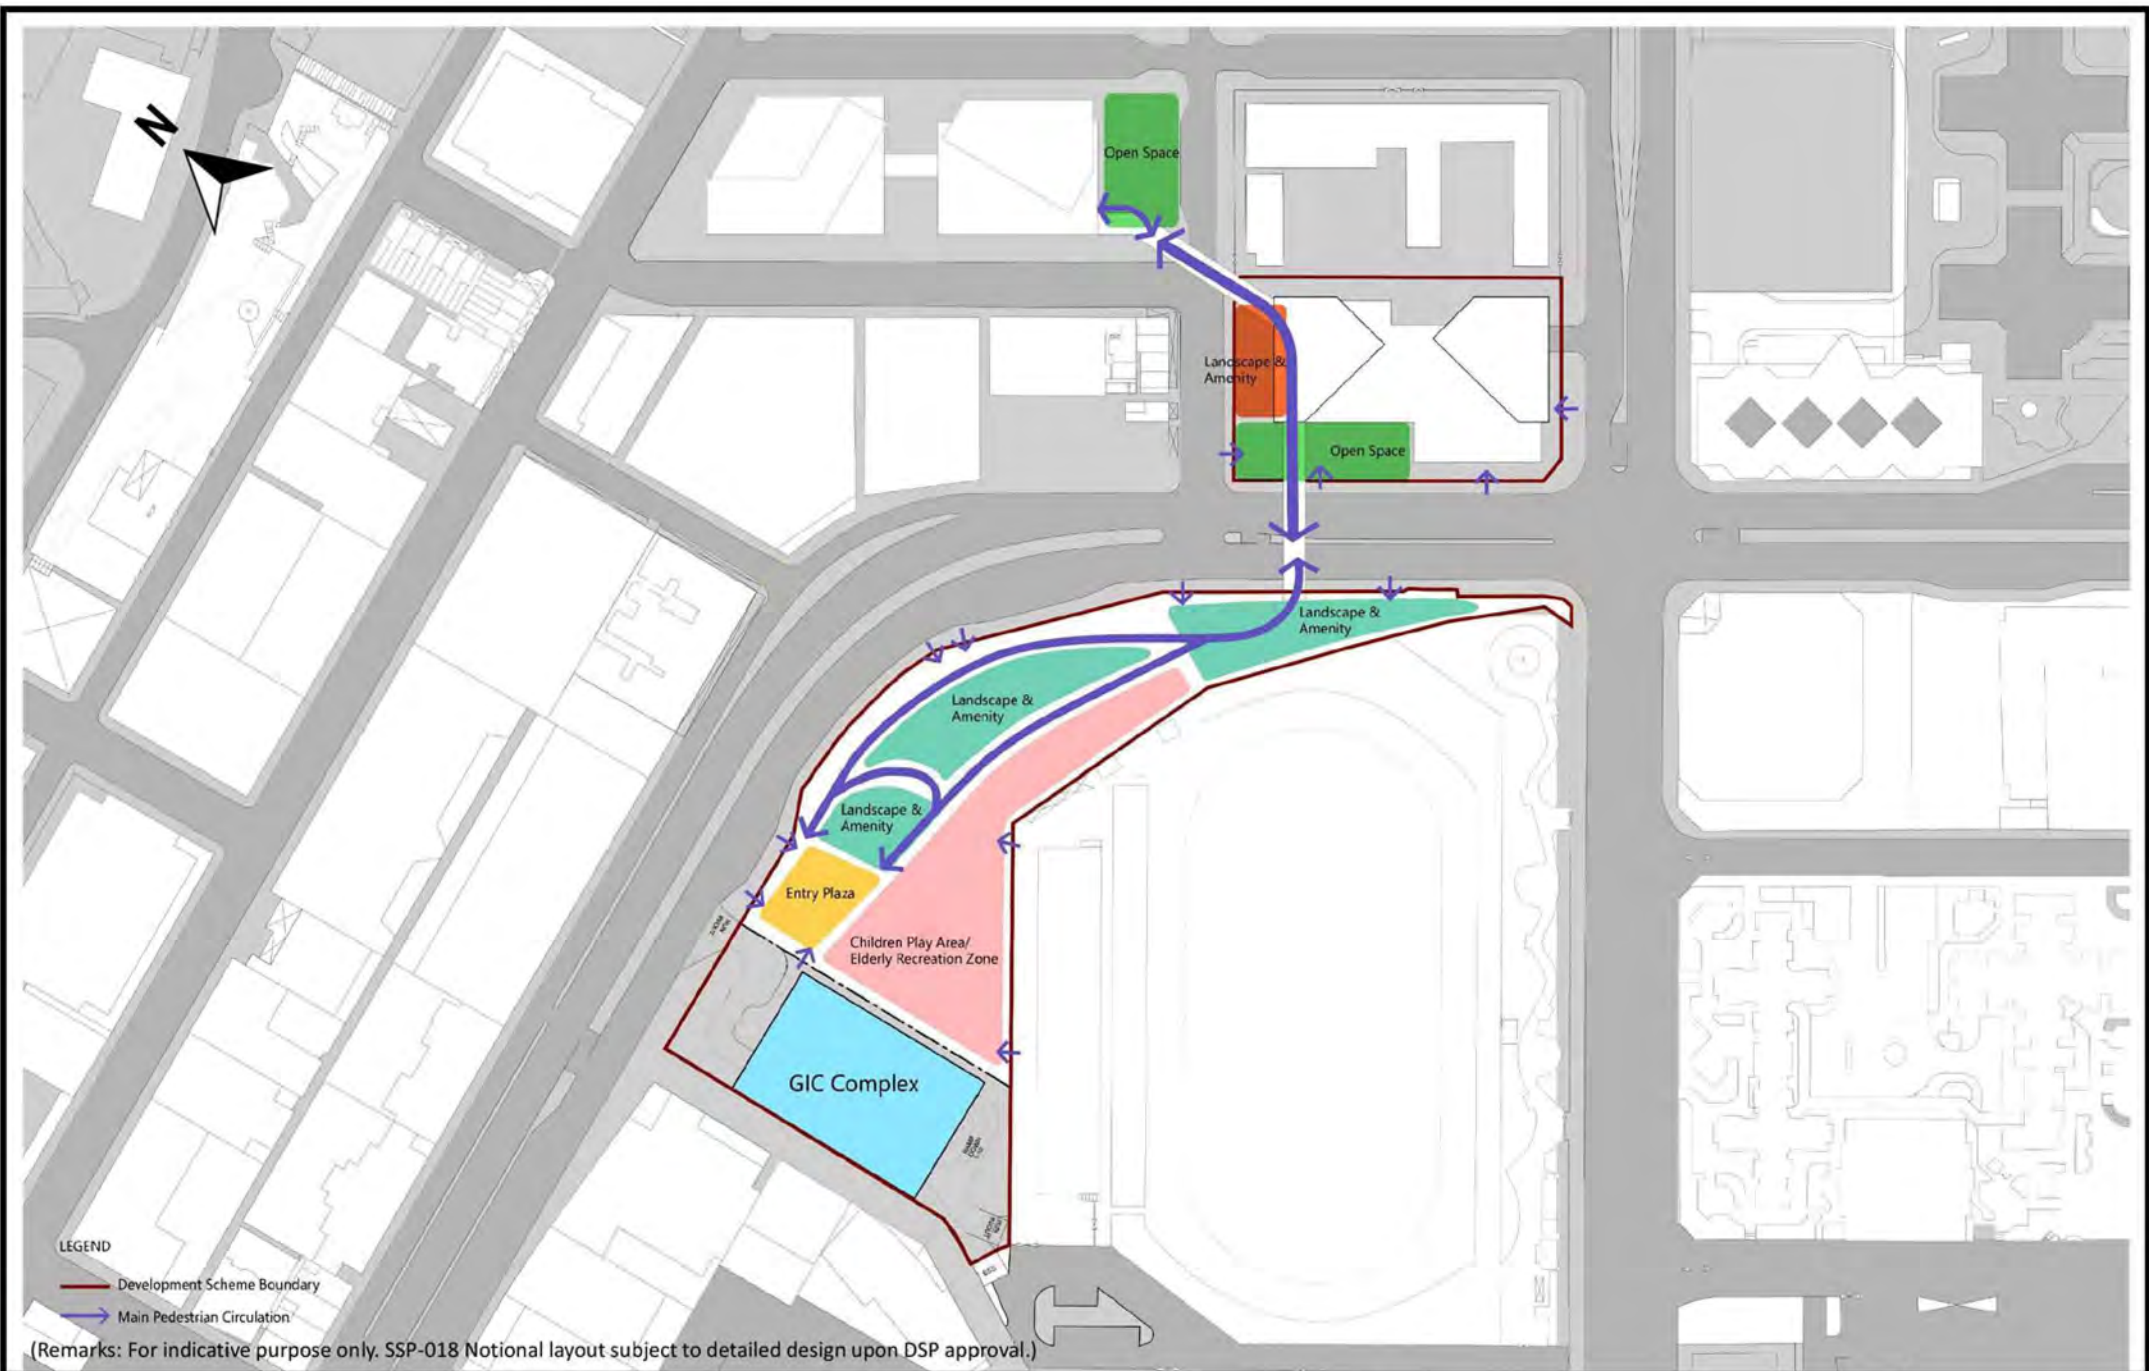 N
Open Space
Landscape &
Amenity
Open Space
Landscape &
Amenity
Landscape &
Amenity
Landscape &
Amenity
Entry Plaza
Children Play Area/
Elderly Recreation Zone
GIC Complex
LEGEND
Development Scheme Boundary
Main Pedestrian Circulation
(Remarks: For indicative purpose only. SSP-018 Notional layout subject to detailed design upon DSP approval.)